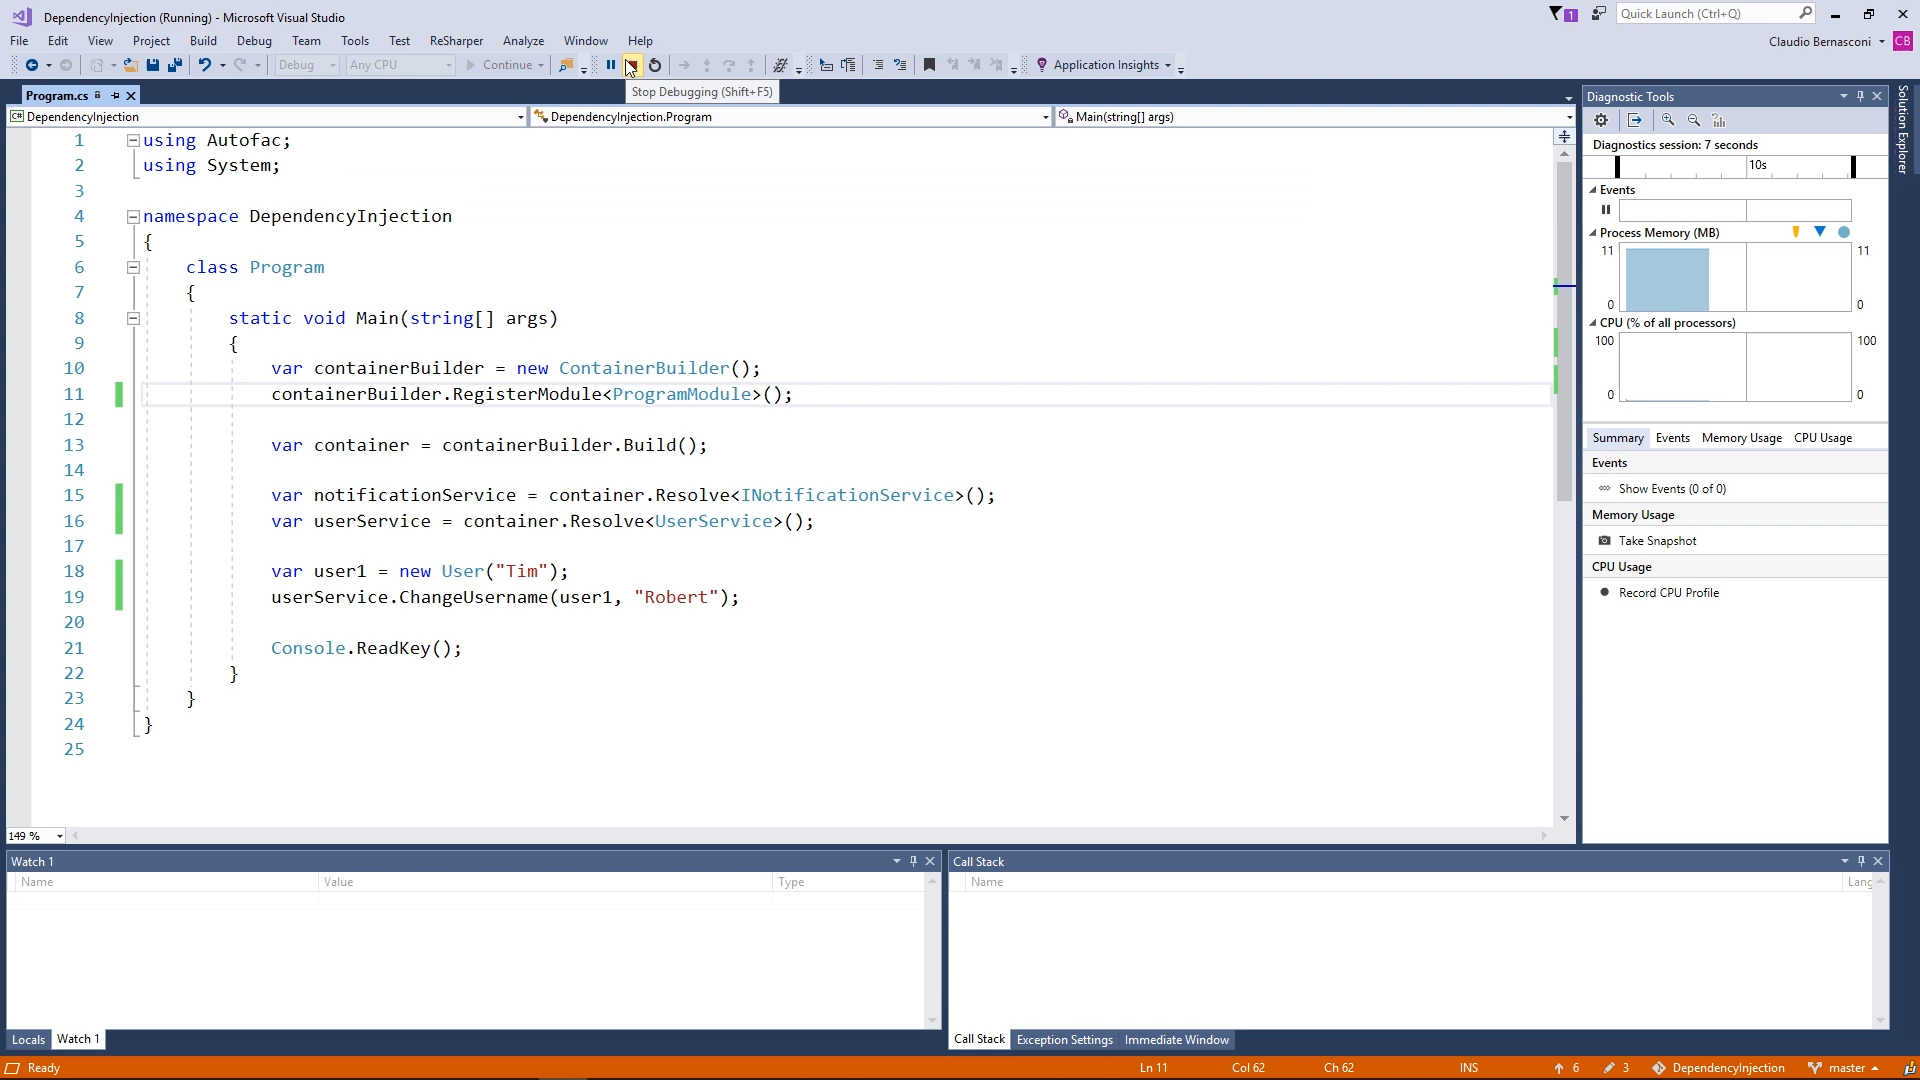 DependencyInjection (Running) - Microsoft Visual Studio
1
Quick Launch (Ctrl+Q)
File Edit View Project Build Debug Team Tools Test ReSharper Analyze Window Help
Claudio Bernasconi CB
Debug Any CPU Continue Application Insights
Stop Debugging (Shift+F5)
Program.cs
DependencyInjection DependencyInjection.Program Main(string[] args)
1 using Autofac;
2 using System;
3
4 namespace DependencyInjection
5 {
6 class Program
7 {
8 static void Main(string[] args)
9 {
10 var containerBuilder = new ContainerBuilder();
11 containerBuilder.RegisterModule<ProgramModule>();
12
13 var container = containerBuilder.Build();
14
15 var notificationService = container.Resolve<INotificationService>();
16 var userService = container.Resolve<UserService>();
17
18 var user1 = new User("Tim");
19 userService.ChangeUsername(user1, "Robert");
20
21 Console.ReadKey();
22 }
23 }
24 }
25
149 %
Diagnostic Tools
Diagnostics session: 7 seconds
10s
Events
Process Memory (MB)
11 11
0 0
CPU (% of all processors)
100 100
0 0
Summary Events Memory Usage CPU Usage
Events
Show Events (0 of 0)
Memory Usage
Take Snapshot
CPU Usage
Record CPU Profile
Solution Explorer
Watch 1
Name Value Type
Locals Watch 1
Call Stack
Name Lang
Call Stack Exception Settings Immediate Window
Ready Ln 11 Col 62 Ch 62 INS 6 3 DependencyInjection master